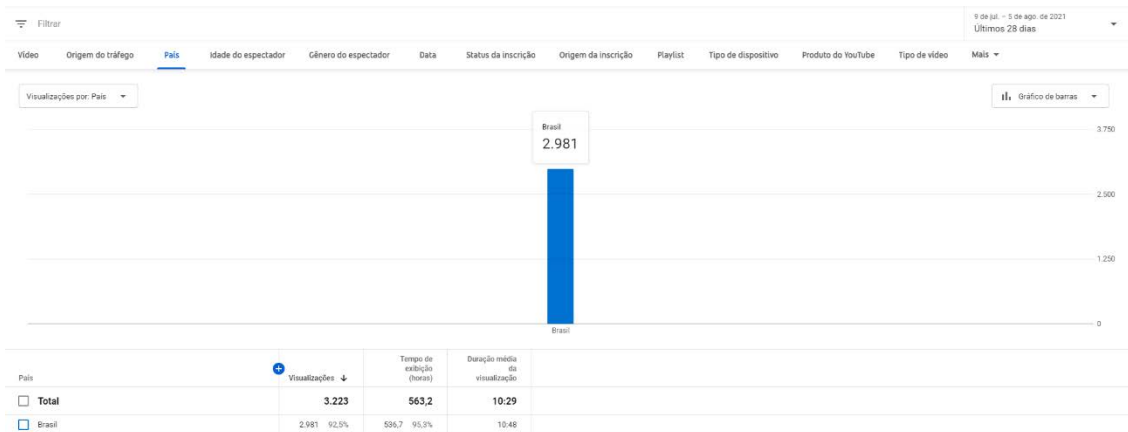 Filtrar
9 de jul. – 5 de ago. de 2021
Últimos 28 dias
Vídeo Origem do tráfego País Idade do espectador Gênero do espectador Data Status da inscrição Origem da inscrição Playlist Tipo de dispositivo Produto do YouTube Tipo de vídeo Mais
Visualizações por: País
Gráfico de barras
Brasil
2.981
3.750
2.500
1.250
0
Brasil
País
Visualizações
Tempo de
exibição
(horas)
Duração média
da
visualização
Total 3.223 563,2 10:29
Brasil 2.981 92,5% 536,7 95,3% 10:48